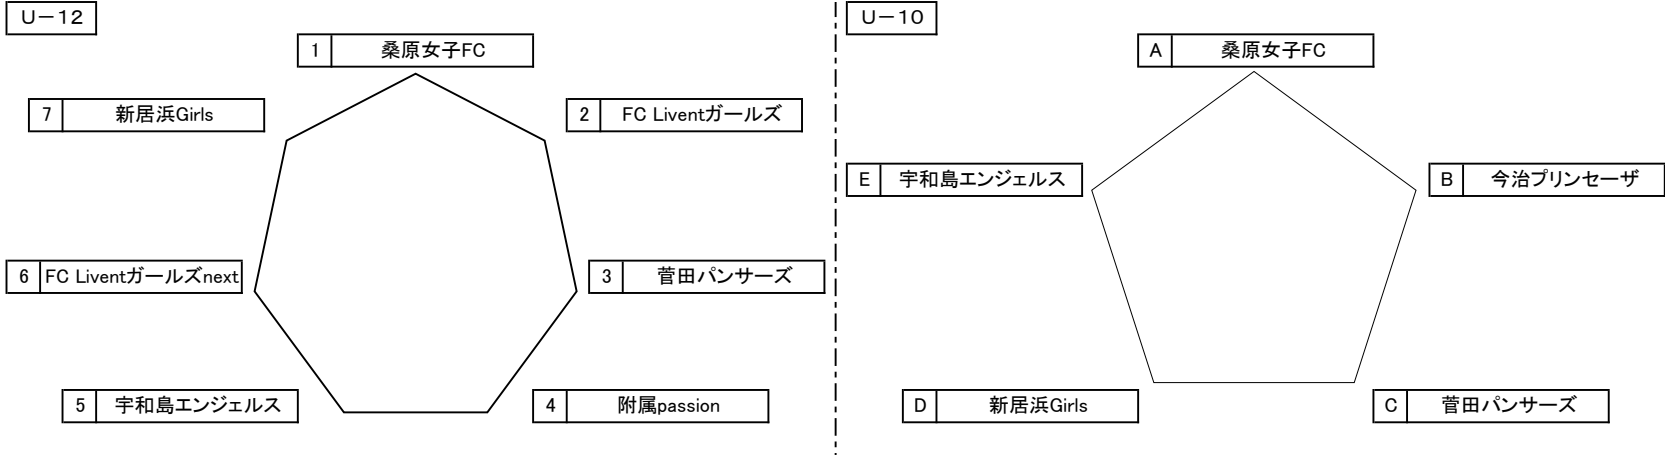 U－12
1 桑原女子FC
7 新居浜Girls
2 FC Liventガールズ
6 FC Liventガールズnext
3 菅田パンサーズ
5 宇和島エンジェルス
4 附属passion
U－10
A 桑原女子FC
E 宇和島エンジェルス
B 今治プリンセーザ
D 新居浜Girls
C 菅田パンサーズ